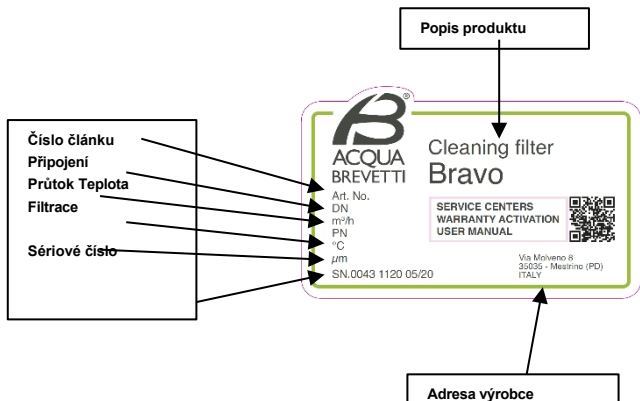 Popis produktu
Číslo článku
Připojení
Průtok Teplota
Filtrace
Sériové číslo
®
ACQUA
BREVETTI
Cleaning filter
Bravo
Art. No.
DN
m³/h
PN
°C
µm
SN.0043 1120 05/20
SERVICE CENTERS
WARRANTY ACTIVATION
USER MANUAL
Via Molveno 8
35035 - Mestrino (PD)
ITALY
Adresa výrobce